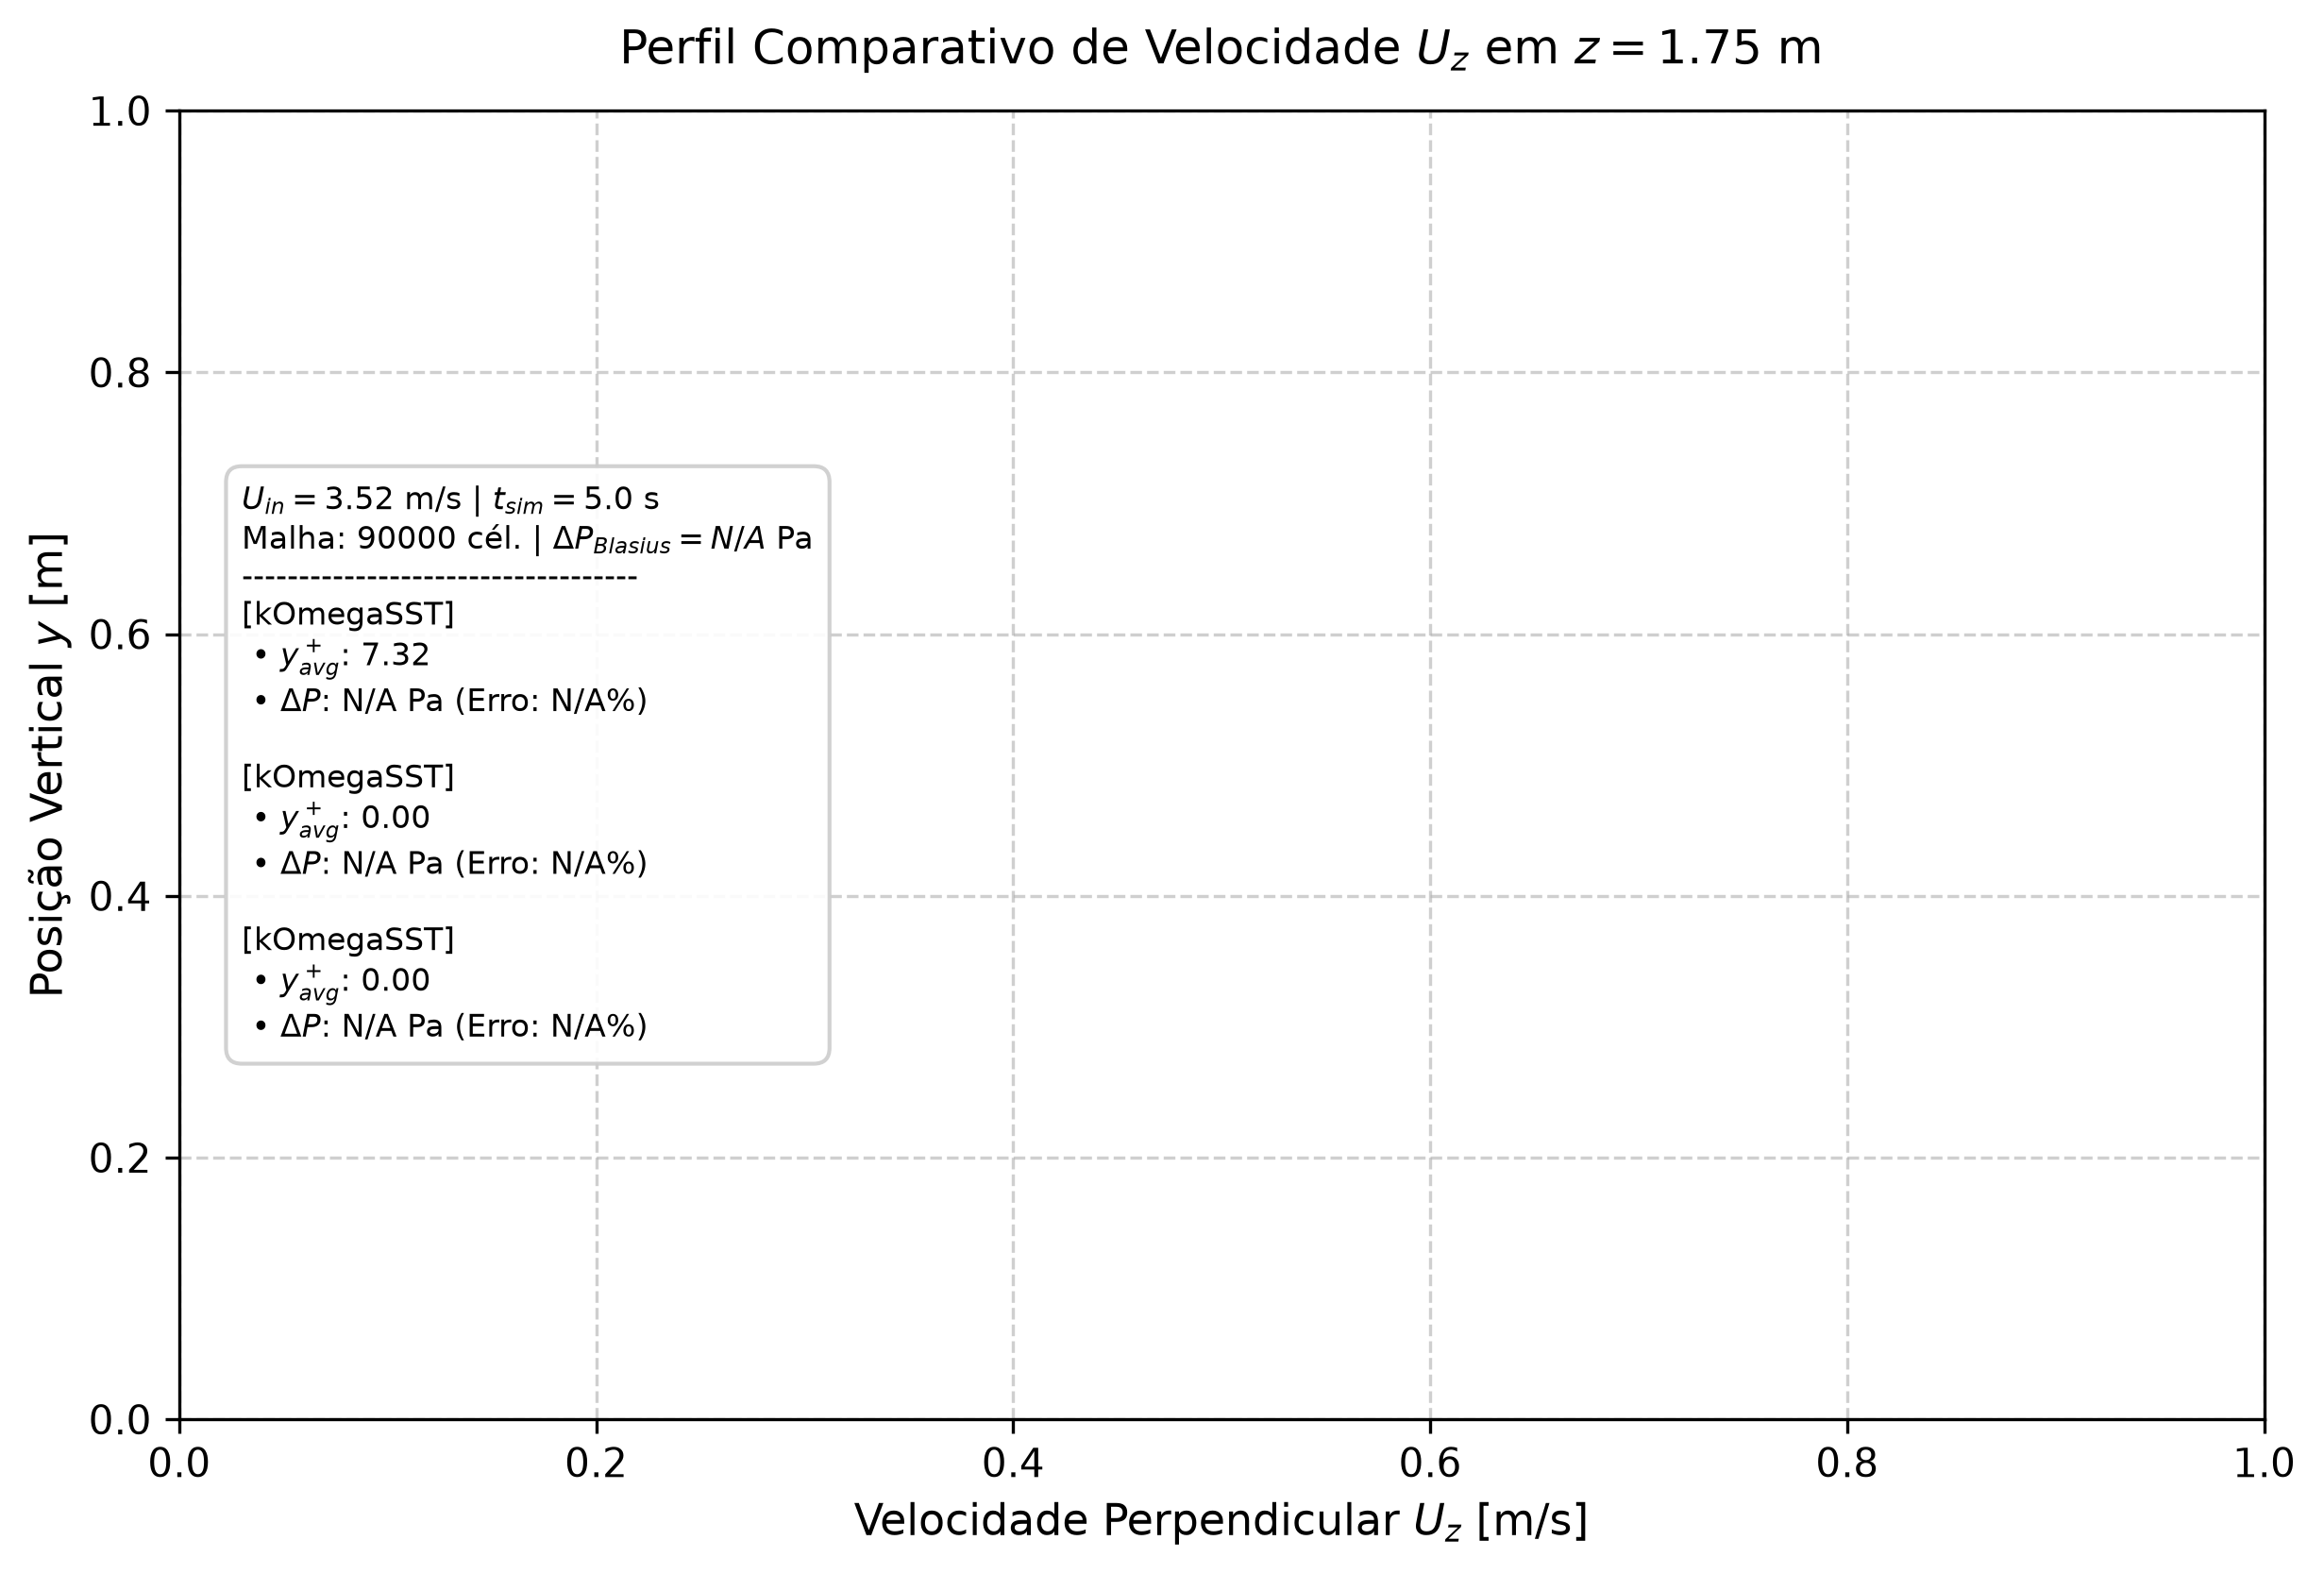 Perfil Comparativo de Velocidade U_z em z = 1.75 m
1.0
0.8
0.6
0.4
0.2
0.0
Posição Vertical y [m]
U_in = 3.52 m/s | t_sim = 5.0 s
Malha: 90000 cél. | ΔP_Blasius = N/A Pa
-----------------------------------
[kOmegaSST]
• y^+_avg: 7.32
• ΔP: N/A Pa (Erro: N/A%)
[kOmegaSST]
• y^+_avg: 0.00
• ΔP: N/A Pa (Erro: N/A%)
[kOmegaSST]
• y^+_avg: 0.00
• ΔP: N/A Pa (Erro: N/A%)
0.0 0.2 0.4 0.6 0.8 1.0
Velocidade Perpendicular U_z [m/s]